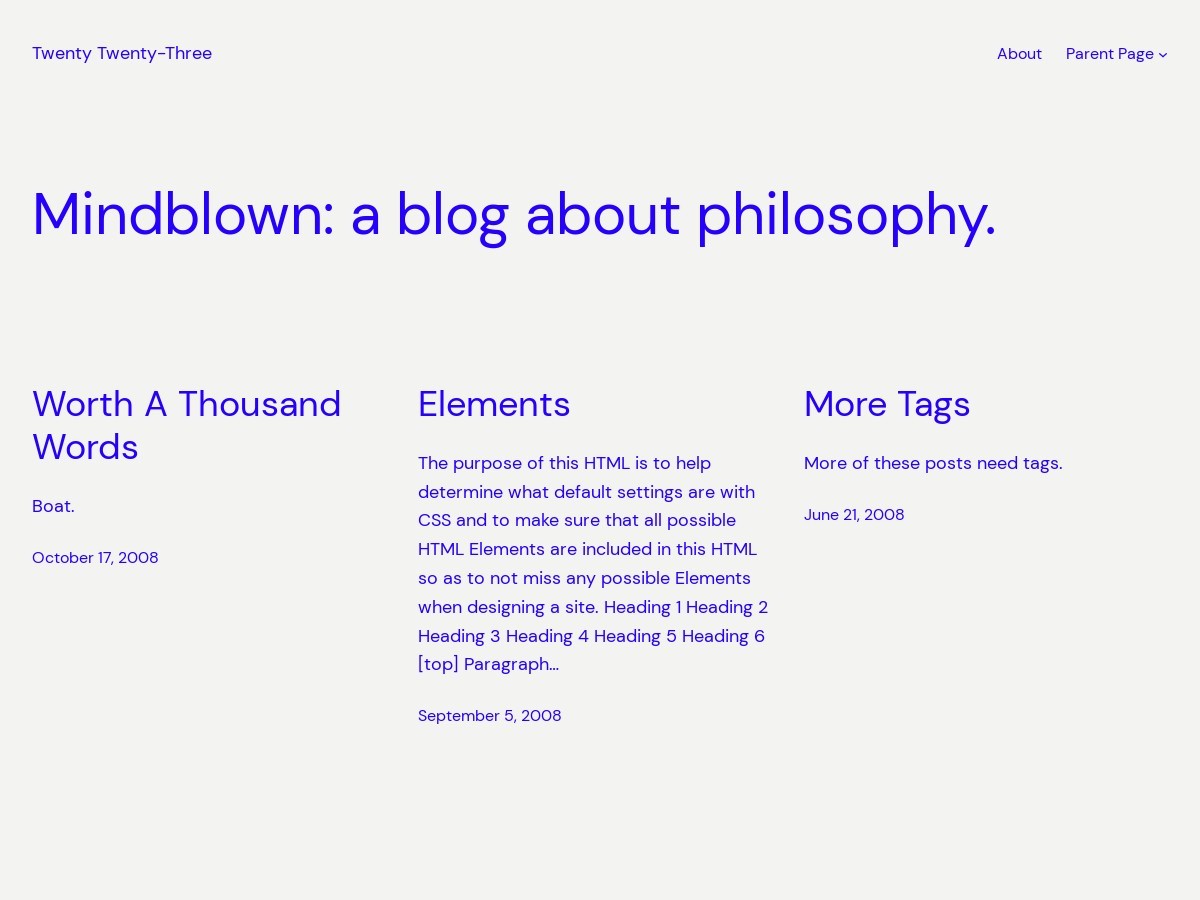 Twenty Twenty-Three
About
Parent Page
Mindblown: a blog about philosophy.
Worth A Thousand
Words
Boat.
October 17, 2008
Elements
The purpose of this HTML is to help
determine what default settings are with
CSS and to make sure that all possible
HTML Elements are included in this HTML
so as to not miss any possible Elements
when designing a site. Heading 1 Heading 2
Heading 3 Heading 4 Heading 5 Heading 6
[top] Paragraph…
September 5, 2008
More Tags
More of these posts need tags.
June 21, 2008